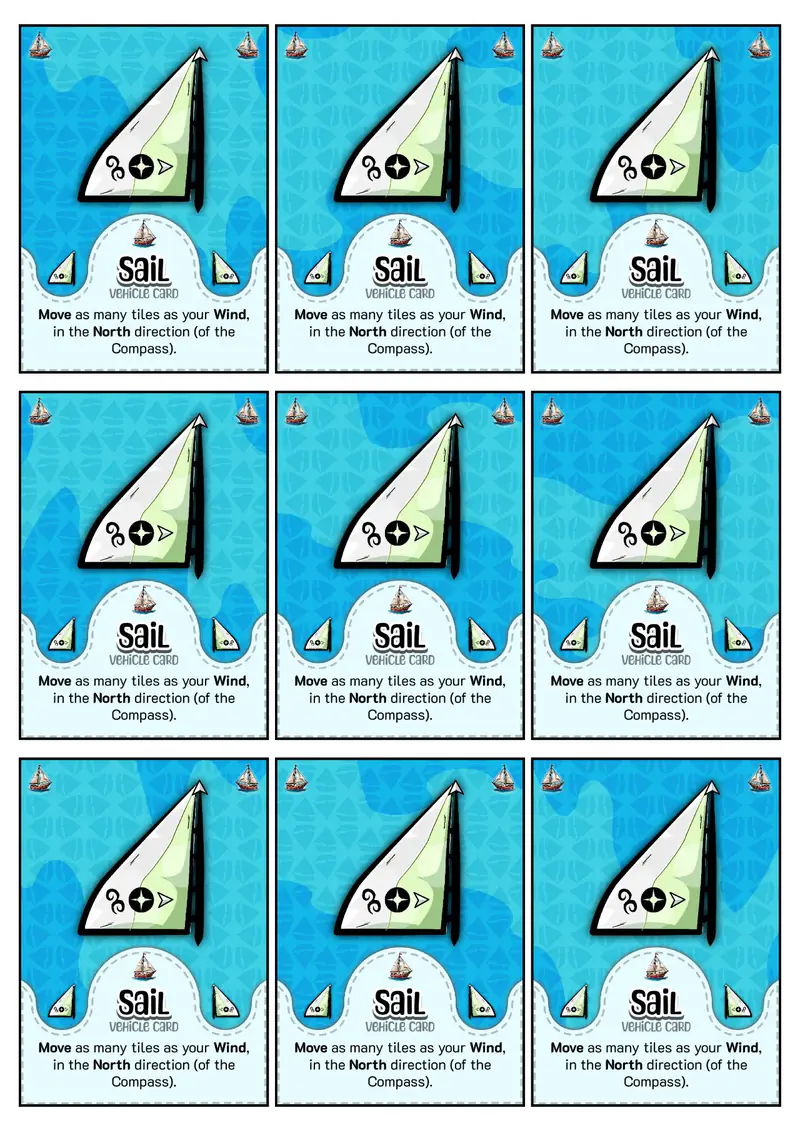 Sail
VEHICLE CARD
Move as many tiles as your Wind,
in the North direction (of the
Compass).
Sail
VEHICLE CARD
Move as many tiles as your Wind,
in the North direction (of the
Compass).
Sail
VEHICLE CARD
Move as many tiles as your Wind,
in the North direction (of the
Compass).
Sail
VEHICLE CARD
Move as many tiles as your Wind,
in the North direction (of the
Compass).
Sail
VEHICLE CARD
Move as many tiles as your Wind,
in the North direction (of the
Compass).
Sail
VEHICLE CARD
Move as many tiles as your Wind,
in the North direction (of the
Compass).
Sail
VEHICLE CARD
Move as many tiles as your Wind,
in the North direction (of the
Compass).
Sail
VEHICLE CARD
Move as many tiles as your Wind,
in the North direction (of the
Compass).
Sail
VEHICLE CARD
Move as many tiles as your Wind,
in the North direction (of the
Compass).